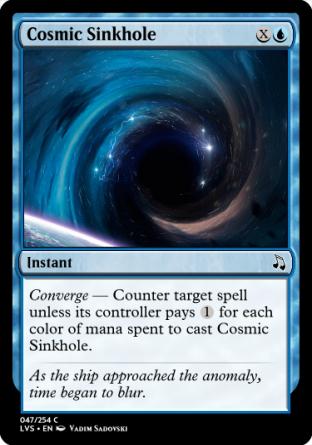 Cosmic Sinkhole X
Instant
Converge — Counter target spell
unless its controller pays 1 for each
color of mana spent to cast Cosmic
Sinkhole.
As the ship approached the anomaly,
time began to blur.
047/254 C
LVS • EN Vadim Sadovski